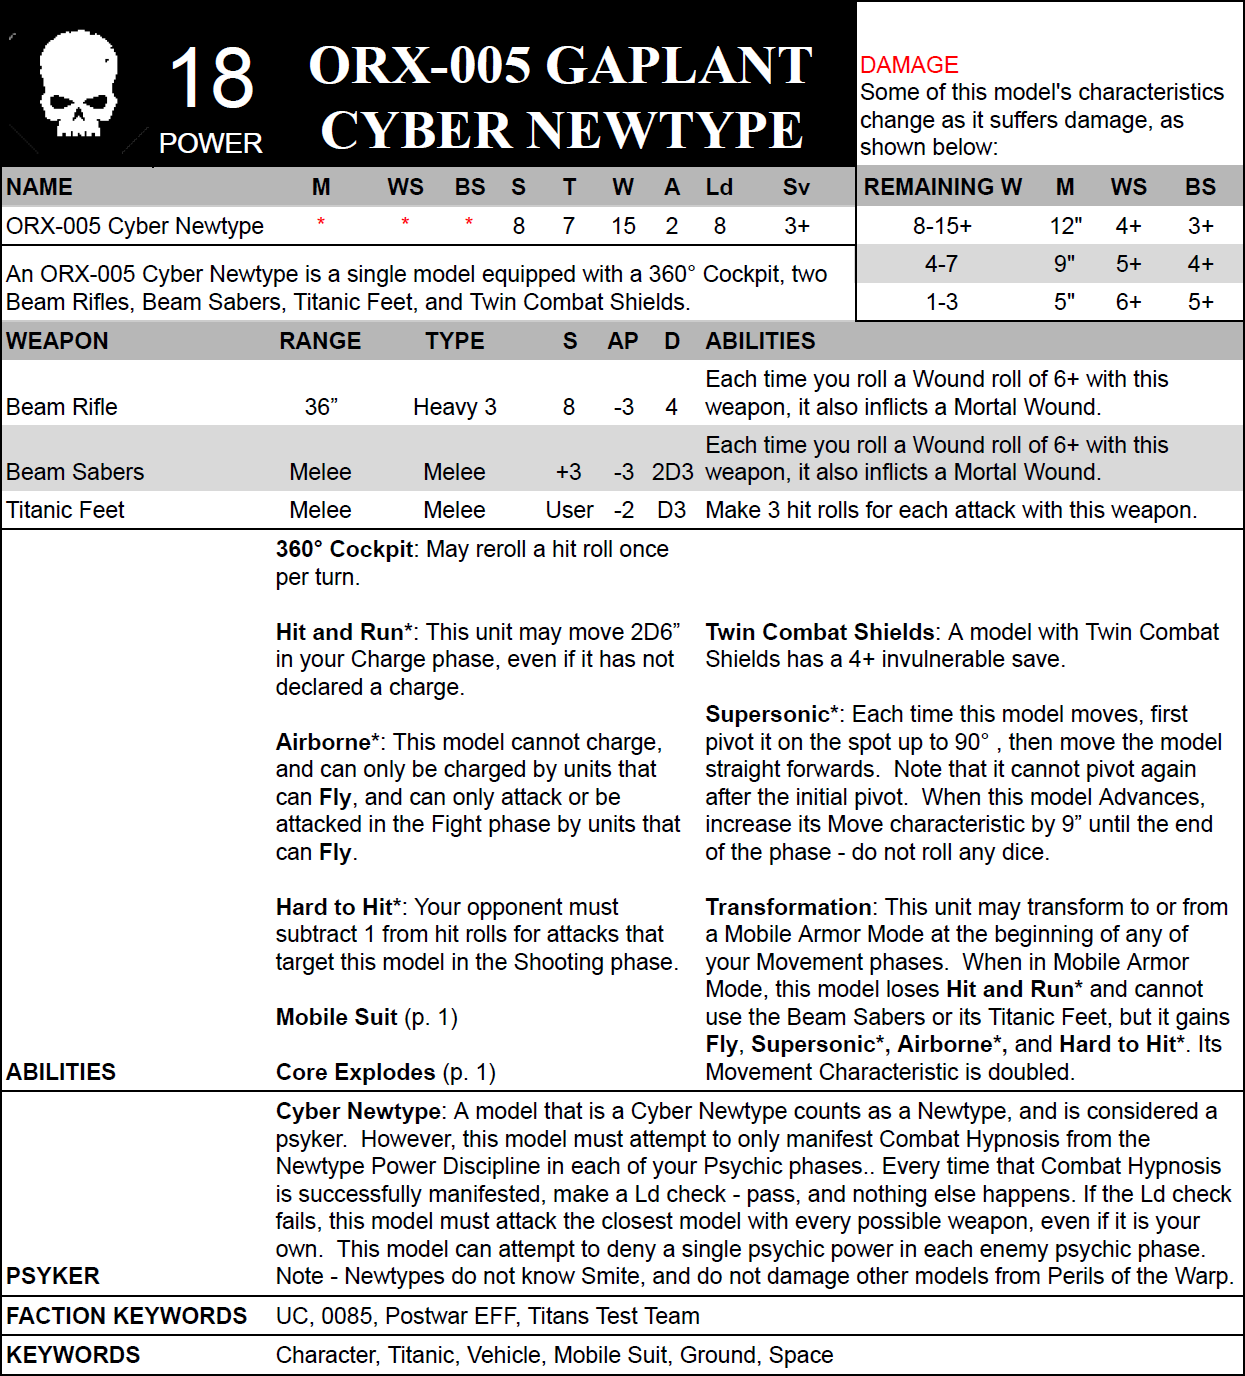 18
POWER
ORX-005 GAPLANT
CYBER NEWTYPE
DAMAGE
Some of this model's characteristics
change as it suffers damage, as
shown below:
NAME M WS BS S T W A Ld Sv
ORX-005 Cyber Newtype * * * 8 7 15 2 8 3+
An ORX-005 Cyber Newtype is a single model equipped with a 360° Cockpit, two
Beam Rifles, Beam Sabers, Titanic Feet, and Twin Combat Shields.
REMAINING W M WS BS
8-15+ 12" 4+ 3+
4-7 9" 5+ 4+
1-3 5" 6+ 5+
WEAPON RANGE TYPE S AP D ABILITIES
Each time you roll a Wound roll of 6+ with this
Beam Rifle 36” Heavy 3 8 -3 4 weapon, it also inflicts a Mortal Wound.
Each time you roll a Wound roll of 6+ with this
Beam Sabers Melee Melee +3 -3 2D3 weapon, it also inflicts a Mortal Wound.
Titanic Feet Melee Melee User -2 D3 Make 3 hit rolls for each attack with this weapon.
ABILITIES
360° Cockpit: May reroll a hit roll once
per turn.
Hit and Run*: This unit may move 2D6”
in your Charge phase, even if it has not
declared a charge.
Airborne*: This model cannot charge,
and can only be charged by units that
can Fly, and can only attack or be
attacked in the Fight phase by units that
can Fly.
Hard to Hit*: Your opponent must
subtract 1 from hit rolls for attacks that
target this model in the Shooting phase.
Mobile Suit (p. 1)
Core Explodes (p. 1)
Twin Combat Shields: A model with Twin Combat
Shields has a 4+ invulnerable save.
Supersonic*: Each time this model moves, first
pivot it on the spot up to 90° , then move the model
straight forwards.  Note that it cannot pivot again
after the initial pivot.  When this model Advances,
increase its Move characteristic by 9” until the end
of the phase - do not roll any dice.
Transformation: This unit may transform to or from
a Mobile Armor Mode at the beginning of any of
your Movement phases.  When in Mobile Armor
Mode, this model loses Hit and Run* and cannot
use the Beam Sabers or its Titanic Feet, but it gains
Fly, Supersonic*, Airborne*, and Hard to Hit*. Its
Movement Characteristic is doubled.
PSYKER
Cyber Newtype: A model that is a Cyber Newtype counts as a Newtype, and is considered a
psyker.  However, this model must attempt to only manifest Combat Hypnosis from the
Newtype Power Discipline in each of your Psychic phases.. Every time that Combat Hypnosis
is successfully manifested, make a Ld check - pass, and nothing else happens. If the Ld check
fails, this model must attack the closest model with every possible weapon, even if it is your
own.  This model can attempt to deny a single psychic power in each enemy psychic phase.
Note - Newtypes do not know Smite, and do not damage other models from Perils of the Warp.
FACTION KEYWORDS UC, 0085, Postwar EFF, Titans Test Team
KEYWORDS Character, Titanic, Vehicle, Mobile Suit, Ground, Space